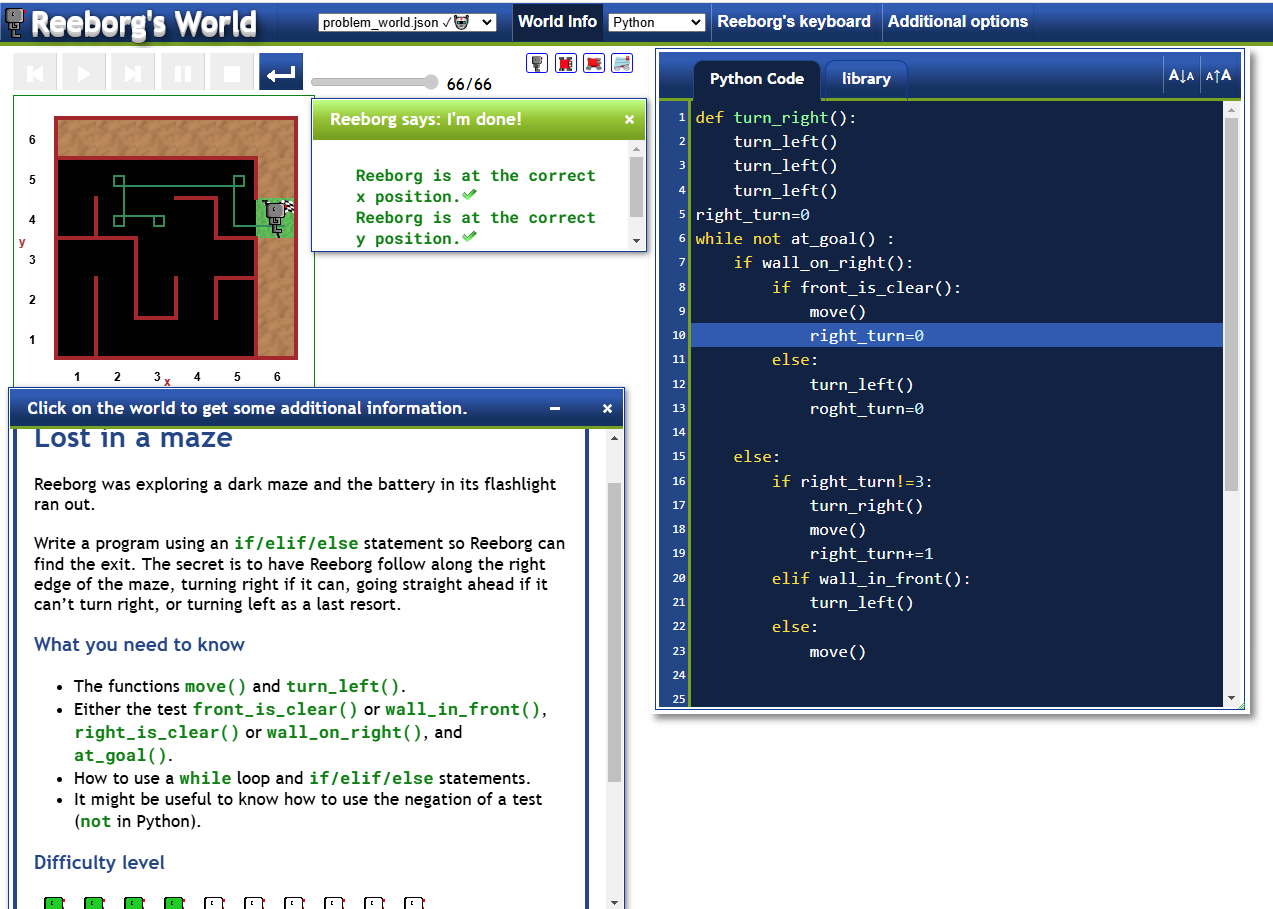 Reeborg's World
problem_world.json ✓
World Info
Python
Reeborg's keyboard
Additional options
66/66
Reeborg says: I'm done!
×
Reeborg is at the correct
x position.
Reeborg is at the correct
y position.
6
5
4
y
3
2
1
1 2 3 x 4 5 6
Click on the world to get some additional information.
– ×
Lost in a maze
Reeborg was exploring a dark maze and the battery in its flashlight
ran out.
Write a program using an if/elif/else statement so Reeborg can
find the exit. The secret is to have Reeborg follow along the right
edge of the maze, turning right if it can, going straight ahead if it
can't turn right, or turning left as a last resort.
What you need to know
• The functions move() and turn_left().
• Either the test front_is_clear() or wall_in_front(),
right_is_clear() or wall_on_right(), and
at_goal().
• How to use a while loop and if/elif/else statements.
• It might be useful to know how to use the negation of a test
(not in Python).
Difficulty level
Python Code
library
A↓A
A↑A
1 def turn_right():
2     turn_left()
3     turn_left()
4     turn_left()
5 right_turn=0
6 while not at_goal() :
7     if wall_on_right():
8         if front_is_clear():
9             move()
10             right_turn=0
11         else:
12             turn_left()
13             roght_turn=0
14
15     else:
16         if right_turn!=3:
17             turn_right()
18             move()
19             right_turn+=1
20         elif wall_in_front():
21             turn_left()
22         else:
23             move()
24
25